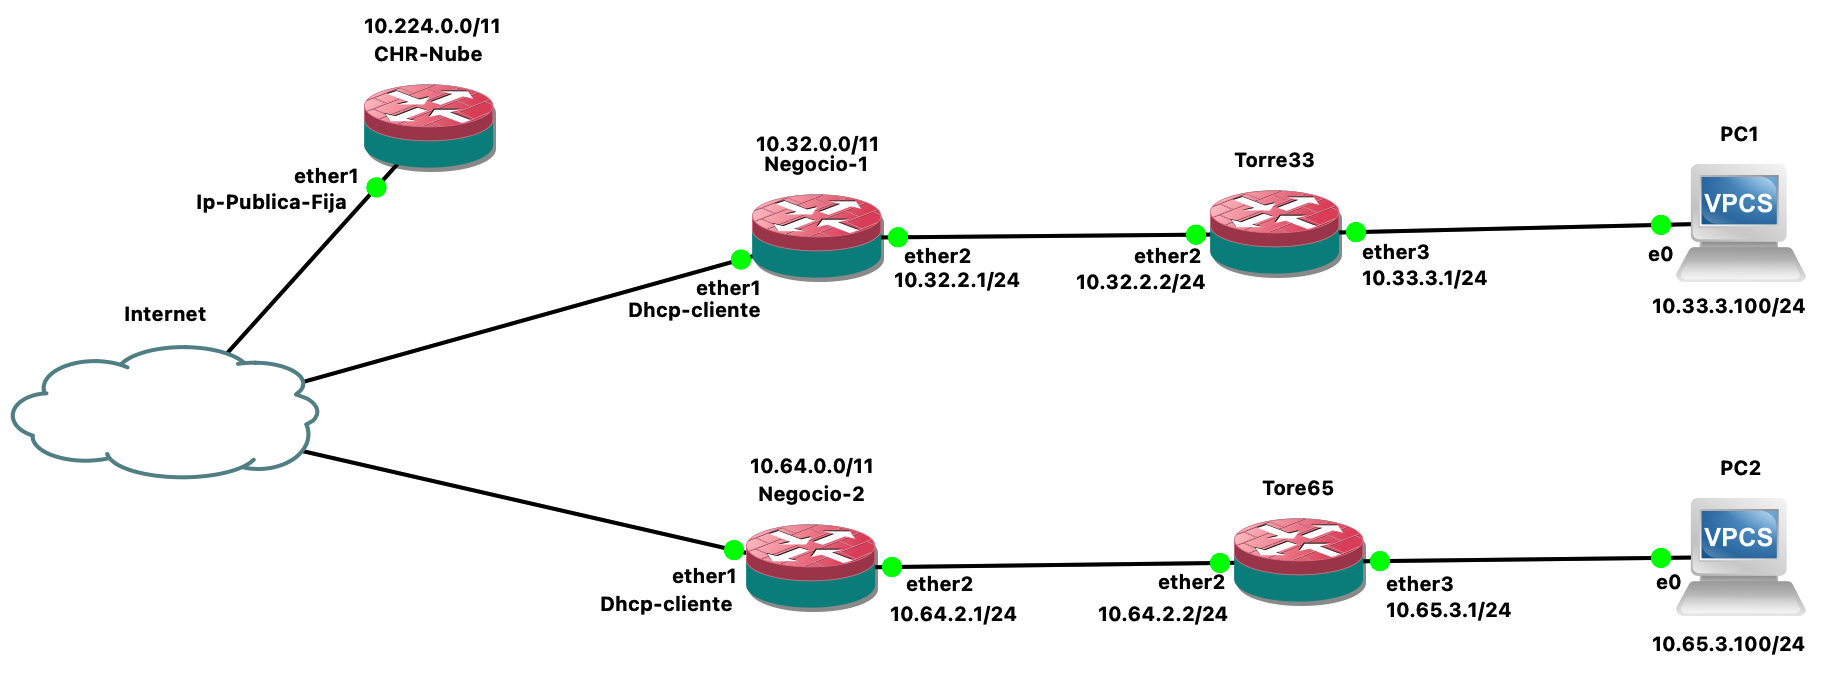 10.224.0.0/11
CHR-Nube
ether1
Ip-Publica-Fija
Internet
10.32.0.0/11
Negocio-1
ether1
Dhcp-cliente
ether2
10.32.2.1/24
Torre33
ether2
10.32.2.2/24
ether3
10.33.3.1/24
PC1
VPCS
e0
10.33.3.100/24
10.64.0.0/11
Negocio-2
ether1
Dhcp-cliente
ether2
10.64.2.1/24
Tore65
ether2
10.64.2.2/24
ether3
10.65.3.1/24
PC2
VPCS
e0
10.65.3.100/24